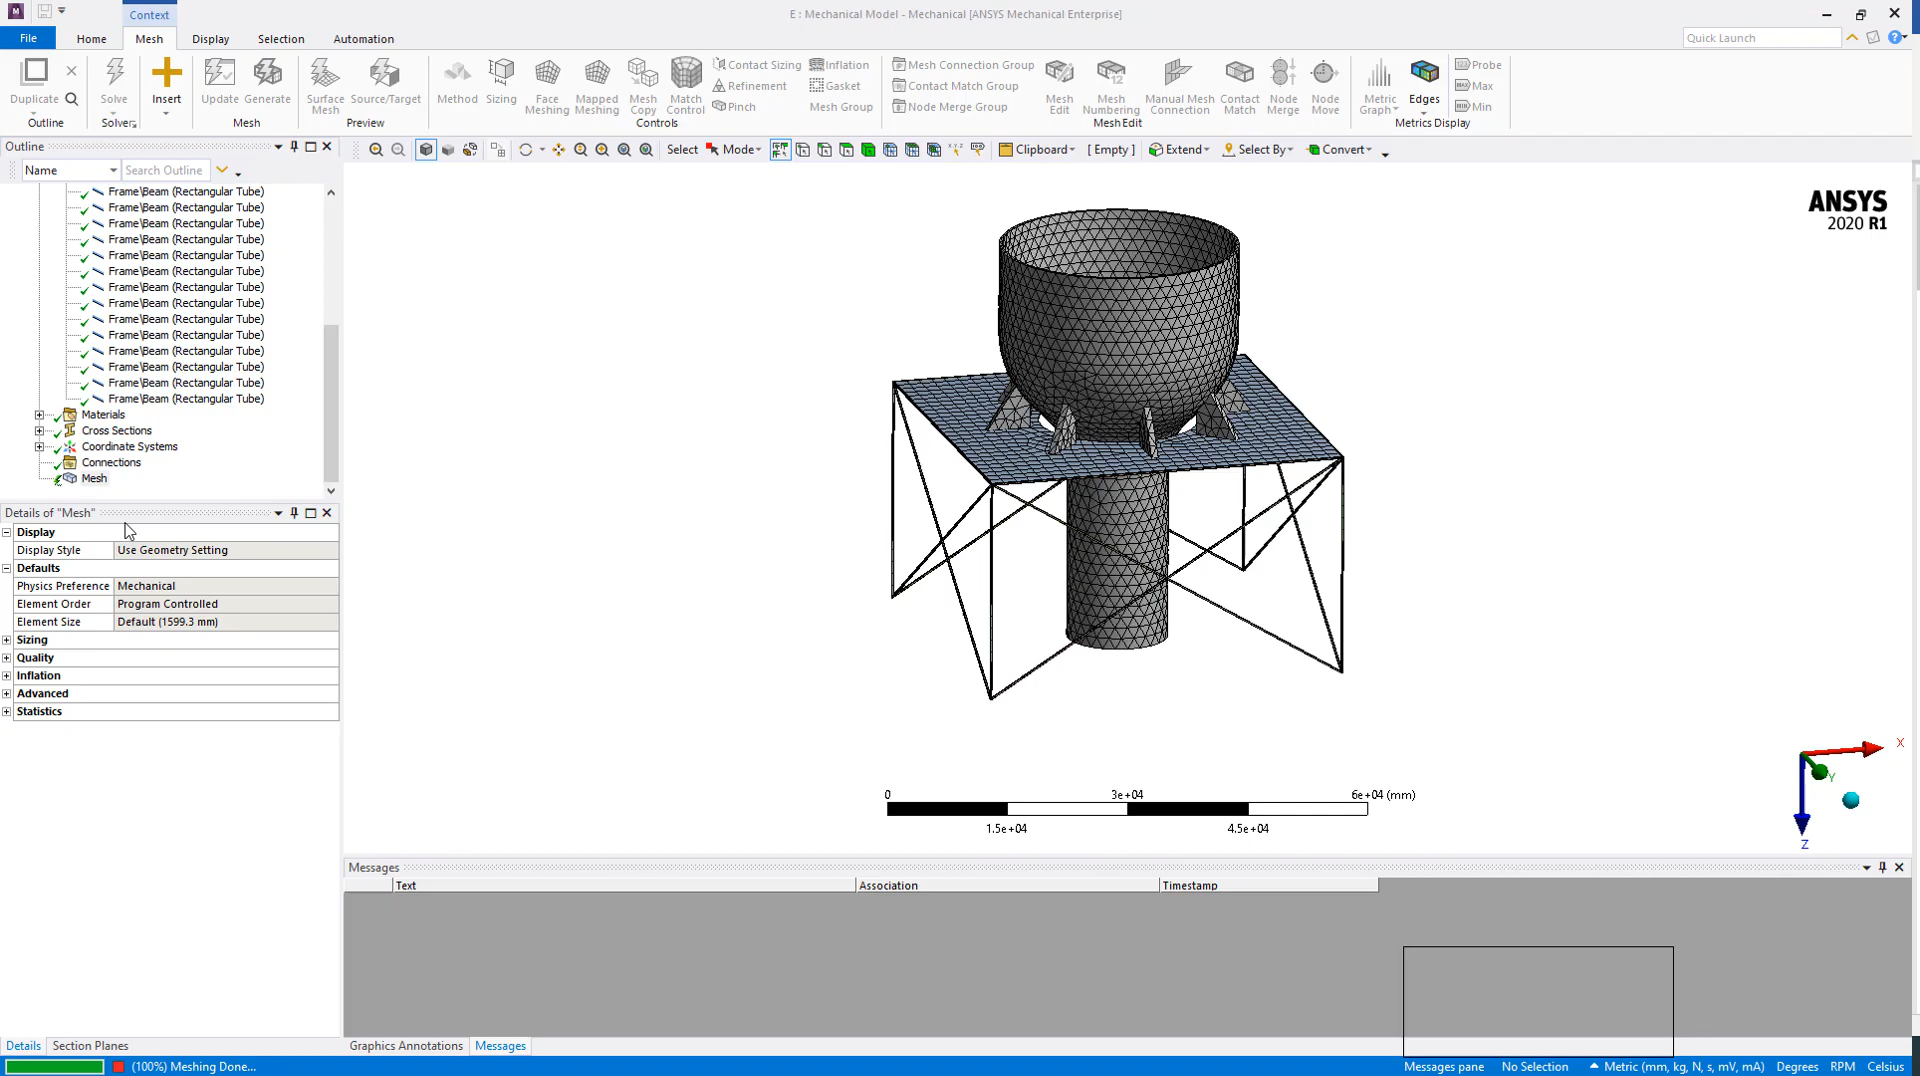 Context
E : Mechanical Model - Mechanical [ANSYS Mechanical Enterprise]
File
Home
Mesh
Display
Selection
Automation
Quick Launch
Duplicate
Outline
Solve
Solver
Insert
Update
Generate
Mesh
Surface Mesh
Source/Target
Preview
Method
Sizing
Face Meshing
Mapped Meshing
Mesh Copy
Match Control
Contact Sizing
Refinement
Pinch
Inflation
Gasket
Mesh Group
Controls
Mesh Connection Group
Contact Match Group
Node Merge Group
Mesh Edit
Mesh Numbering
Manual Mesh Connection
Contact Match
Node Merge
Node Move
Mesh Edit
Metric Graph
Edges
Probe
Max
Min
Metrics Display
Outline
Name
Search Outline
Select
Mode
Clipboard
[ Empty ]
Extend
Select By
Convert
Frame\Beam (Rectangular Tube)
Frame\Beam (Rectangular Tube)
Frame\Beam (Rectangular Tube)
Frame\Beam (Rectangular Tube)
Frame\Beam (Rectangular Tube)
Frame\Beam (Rectangular Tube)
Frame\Beam (Rectangular Tube)
Frame\Beam (Rectangular Tube)
Frame\Beam (Rectangular Tube)
Frame\Beam (Rectangular Tube)
Frame\Beam (Rectangular Tube)
Frame\Beam (Rectangular Tube)
Frame\Beam (Rectangular Tube)
Frame\Beam (Rectangular Tube)
Materials
Cross Sections
Coordinate Systems
Connections
Mesh
Details of "Mesh"
Display
Display Style Use Geometry Setting
Defaults
Physics Preference Mechanical
Element Order Program Controlled
Element Size Default (1599.3 mm)
Sizing
Quality
Inflation
Advanced
Statistics
ANSYS
2020 R1
X
Y
Z
0 3e+04 6e+04 (mm)
1.5e+04 4.5e+04
Messages
Text Association Timestamp
Details
Section Planes
Graphics Annotations
Messages
(100%) Meshing Done...
Messages pane
No Selection
Metric (mm, kg, N, s, mV, mA)
Degrees
RPM
Celsius